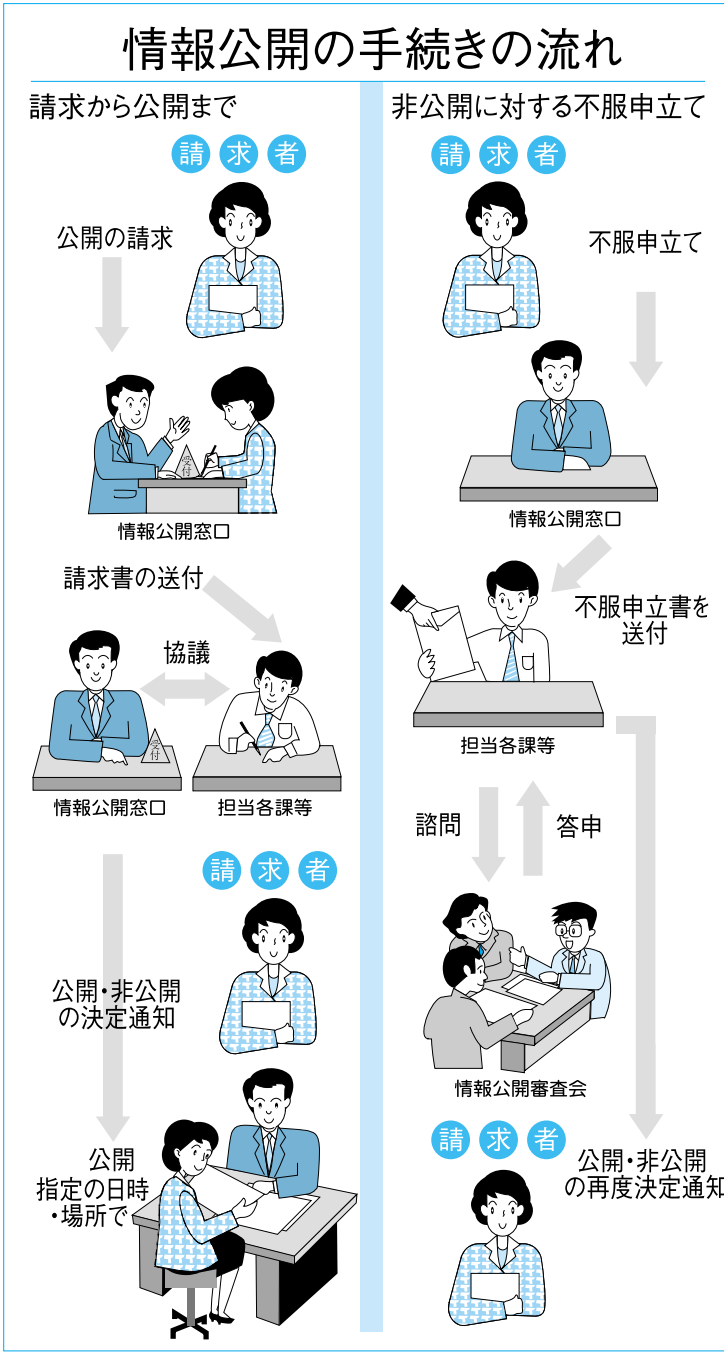 情報公開の手続きの流れ
請求から公開まで
請求者
公開の請求
受付
情報公開窓口
請求書の送付
協議
受付
情報公開窓口
担当各課等
請求者
公開・非公開
の決定通知
公開
指定の日時
・場所で
非公開に対する不服申立て
請求者
不服申立て
情報公開窓口
不服申立書を
送付
担当各課等
諮問
答申
情報公開審査会
請求者
公開・非公開
の再度決定通知